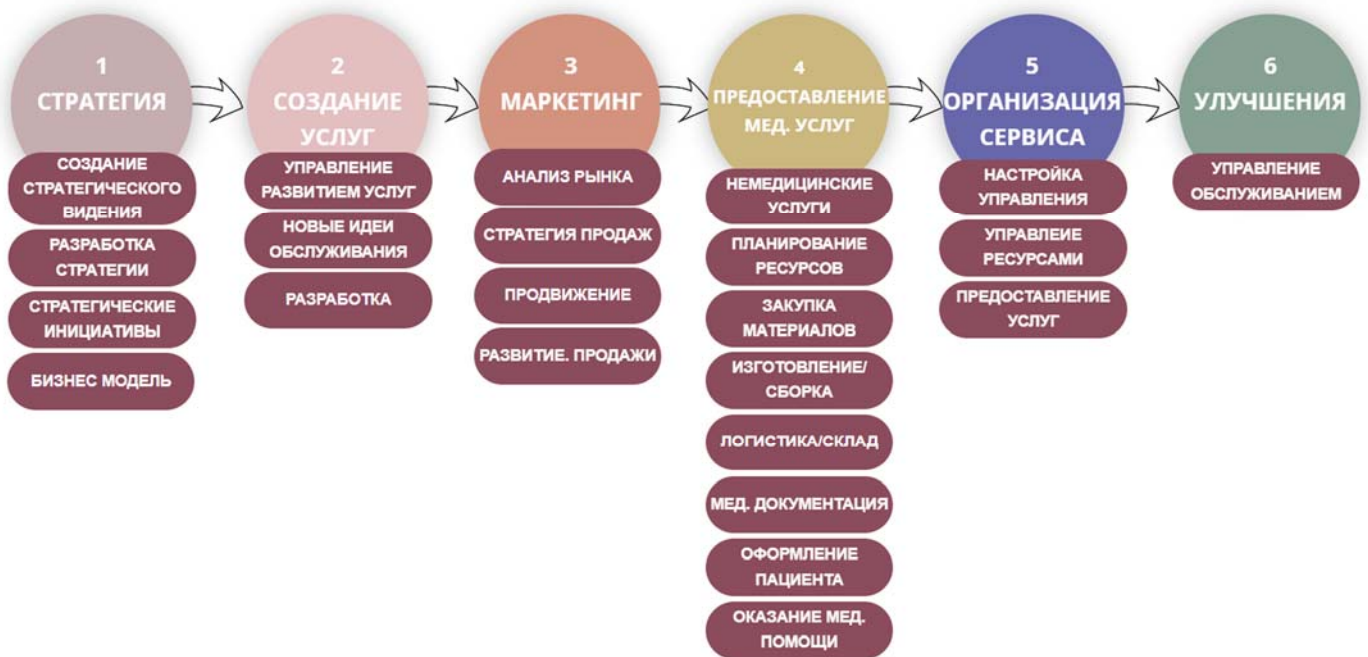 1
СТРАТЕГИЯ
СОЗДАНИЕ
СТРАТЕГИЧЕСКОГО
ВИДЕНИЯ
РАЗРАБОТКА
СТРАТЕГИИ
СТРАТЕГИЧЕСКИЕ
ИНИЦИАТИВЫ
БИЗНЕС МОДЕЛЬ
2
СОЗДАНИЕ
УСЛУГ
УПРАВЛЕНИЕ
РАЗВИТИЕМ УСЛУГ
НОВЫЕ ИДЕИ
ОБСЛУЖИВАНИЯ
РАЗРАБОТКА
3
МАРКЕТИНГ
АНАЛИЗ РЫНКА
СТРАТЕГИЯ ПРОДАЖ
ПРОДВИЖЕНИЕ
РАЗВИТИЕ. ПРОДАЖИ
4
ПРЕДОСТАВЛЕНИЕ
МЕД. УСЛУГ
НЕМЕДИЦИНСКИЕ
УСЛУГИ
ПЛАНИРОВАНИЕ
РЕСУРСОВ
ЗАКУПКА
МАТЕРИАЛОВ
ИЗГОТОВЛЕНИЕ/
СБОРКА
ЛОГИСТИКА/СКЛАД
МЕД. ДОКУМЕНТАЦИЯ
ОФОРМЛЕНИЕ
ПАЦИЕНТА
ОКАЗАНИЕ МЕД.
ПОМОЩИ
5
ОРГАНИЗАЦИЯ
СЕРВИСА
НАСТРОЙКА
УПРАВЛЕНИЯ
УПРАВЛЕИЕ
РЕСУРСАМИ
ПРЕДОСТАВЛЕНИЕ
УСЛУГ
6
УЛУЧШЕНИЯ
УПРАВЛЕНИЕ
ОБСЛУЖИВАНИЕМ